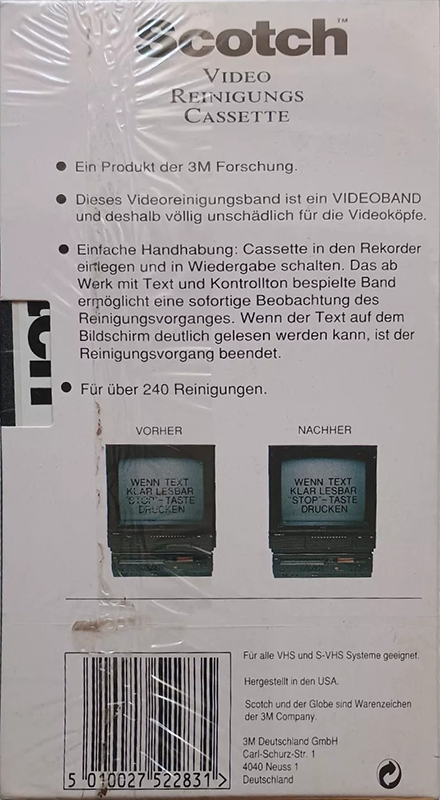 Scotch™
VIDEO
REINIGUNGS
CASSETTE
● Ein Produkt der 3M Forschung.
● Dieses Videoreinigungsband ist ein VIDEOBAND
und deshalb völlig unschädlich für die Videoköpfe.
● Einfache Handhabung: Cassette in den Rekorder
einlegen und in Wiedergabe schalten. Das ab
Werk mit Text und Kontrollton bespielte Band
ermöglicht eine sofortige Beobachtung des
Reinigungsvorganges. Wenn der Text auf dem
Bildschirm deutlich gelesen werden kann, ist der
Reinigungsvorgang beendet.
● Für über 240 Reinigungen.
VORHER
WENN TEXT
KLAR LESBAR
"STOP"-TASTE
DRUCKEN
NACHHER
WENN TEXT
KLAR LESBAR
"STOP"-TASTE
DRUCKEN
Für alle VHS und S-VHS Systeme geeignet.
Hergestellt in den USA.
Scotch und der Globe sind Warenzeichen
der 3M Company.
3M Deutschland GmbH
Carl-Schurz-Str. 1
4040 Neuss 1
Deutschland
5 010027 522831 >